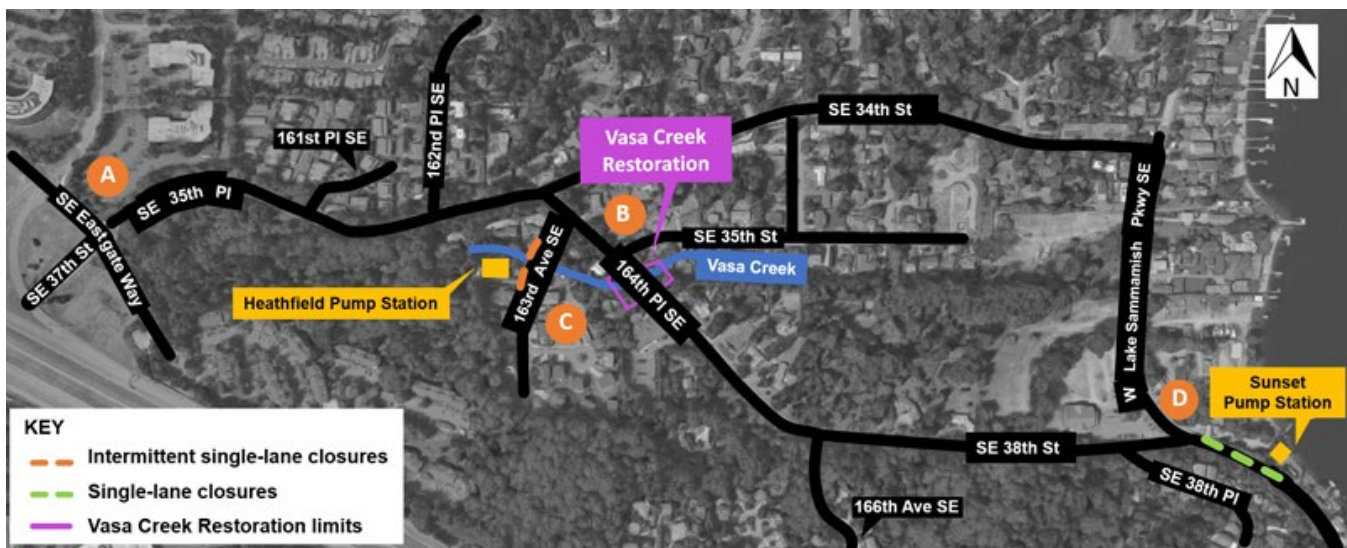 N
SE 34th St
Vasa Creek
Restoration
161st Pl SE
162nd Pl SE
A
SE 35th Pl
SE Eastgate Way
SE 37th St
B
SE 35th St
Vasa Creek
163rd Ave SE
164th Pl SE
Heathfield Pump Station
C
W Lake Sammamish Pkwy SE
D
Sunset
Pump Station
SE 38th St
SE 38th Pl
166th Ave SE
KEY
Intermittent single-lane closures
Single-lane closures
Vasa Creek Restoration limits